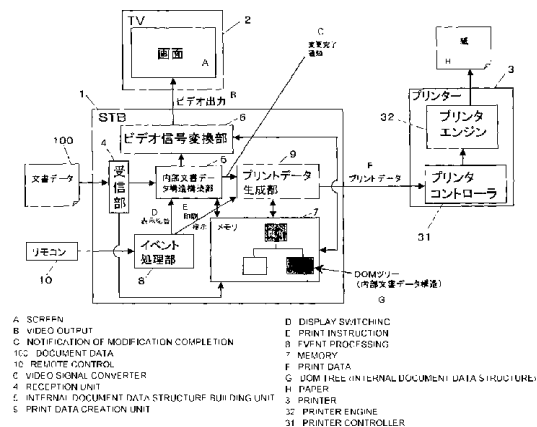 TV
2
画面
A
C
変更完了
通知
紙
H
1
ビデオ出力
B
STB
6
プリンター
3
32
プリンタ
エンジン
100
4
ビデオ信号変換部
文書データ
受信部
内部文書データ
構造構築部
5
9
プリントデータ
生成部
F
プリントデータ
プリンタ
コントローラ
31
D
表示切替
E
印刷
指示
7
メモリ
リモコン
10
イベント
処理部
8
DOMツリー
(内部文書データ構造)
G
A SCREEN
B VIDEO OUTPUT
C NOTIFICATION OF MODIFICATION COMPLETION
100 DOCUMENT DATA
10 REMOTE CONTROL
6 VIDEO SIGNAL CONVERTER
4 RECEPTION UNIT
5 INTERNAL DOCUMENT DATA STRUCTURE BUILDING UNIT
9 PRINT DATA CREATION UNIT
D DISPLAY SWITCHING
E PRINT INSTRUCTION
8 EVENT PROCESSING
7 MEMORY
F PRINT DATA
G DOM TREE (INTERNAL DOCUMENT DATA STRUCTURE)
H PAPER
3 PRINTER
32 PRINTER ENGINE
31 PRINTER CONTROLLER